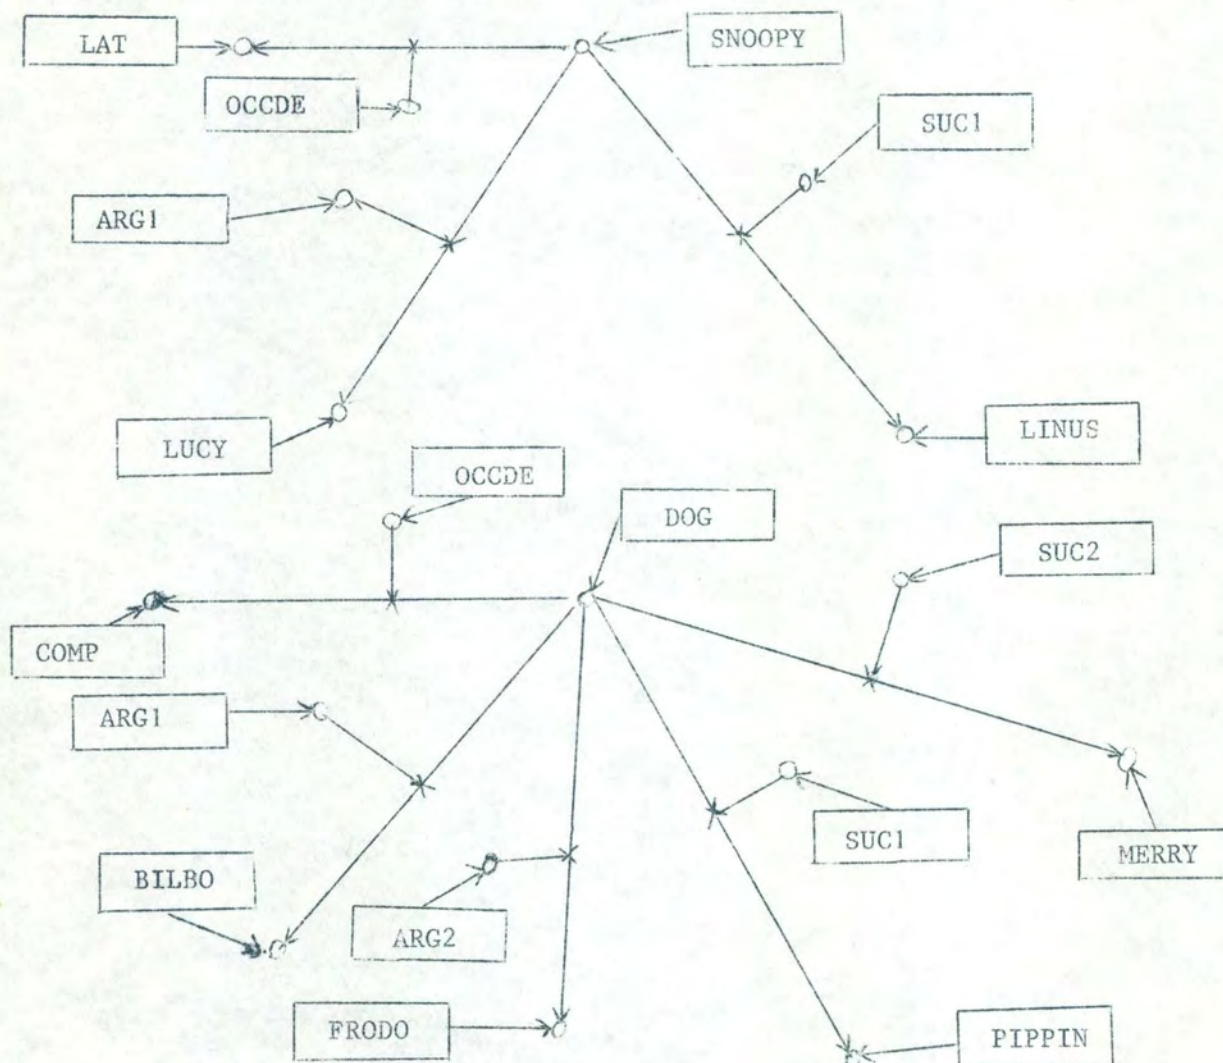 LAT
SNOOPY
OCCDE
SUC1
ARG1
LUCY
LINUS
OCCDE
DOG
SUC2
COMP
ARG1
SUC1
MERRY
BILBO
ARG2
FRODO
PIPPIN